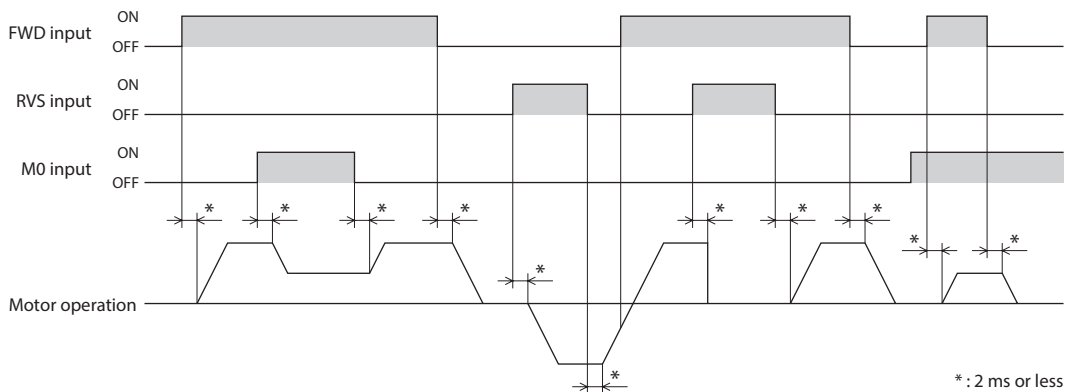 FWD input
ON
OFF
RVS input
ON
OFF
M0 input
ON
OFF
* * * * * * *
* *
*
Motor operation
*
* : 2 ms or less